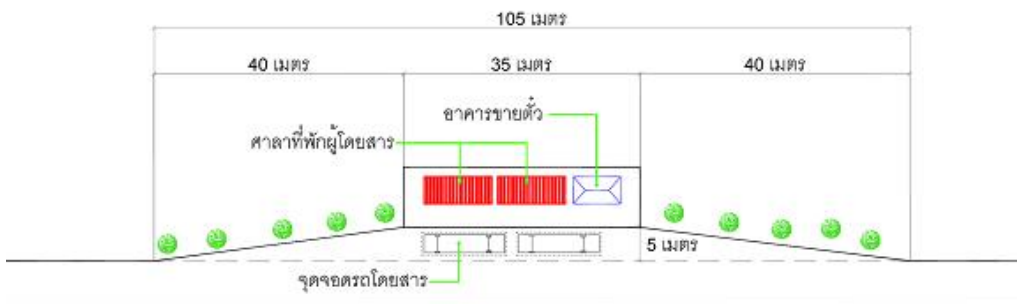 105 เมตร
40 เมตร 35 เมตร 40 เมตร
อาคารขายตั๋ว
ศาลาที่พักผู้โดยสาร
5 เมตร
จุดจอดรถโดยสาร